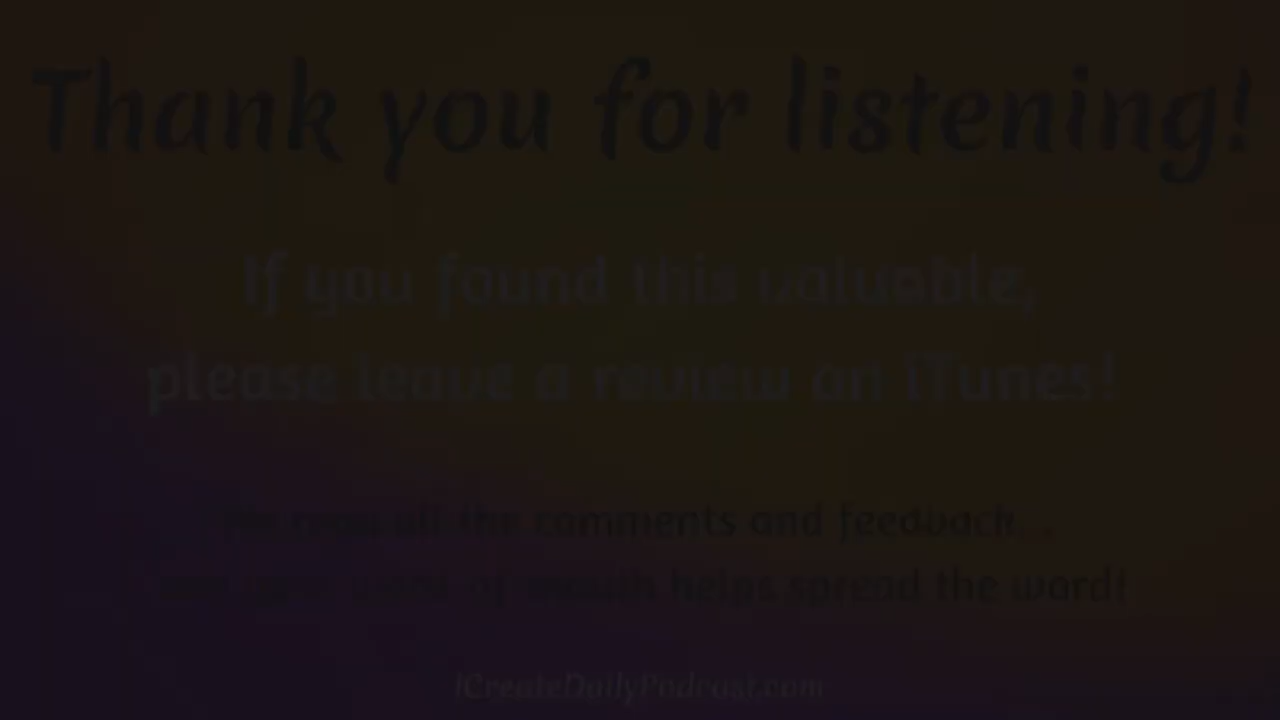 Thank you for listening!
If you found this valuable,
please leave a review on iTunes!
We read all the comments and feedback,
and your word of mouth helps spread the word!
iCreateDailyPodcast.com